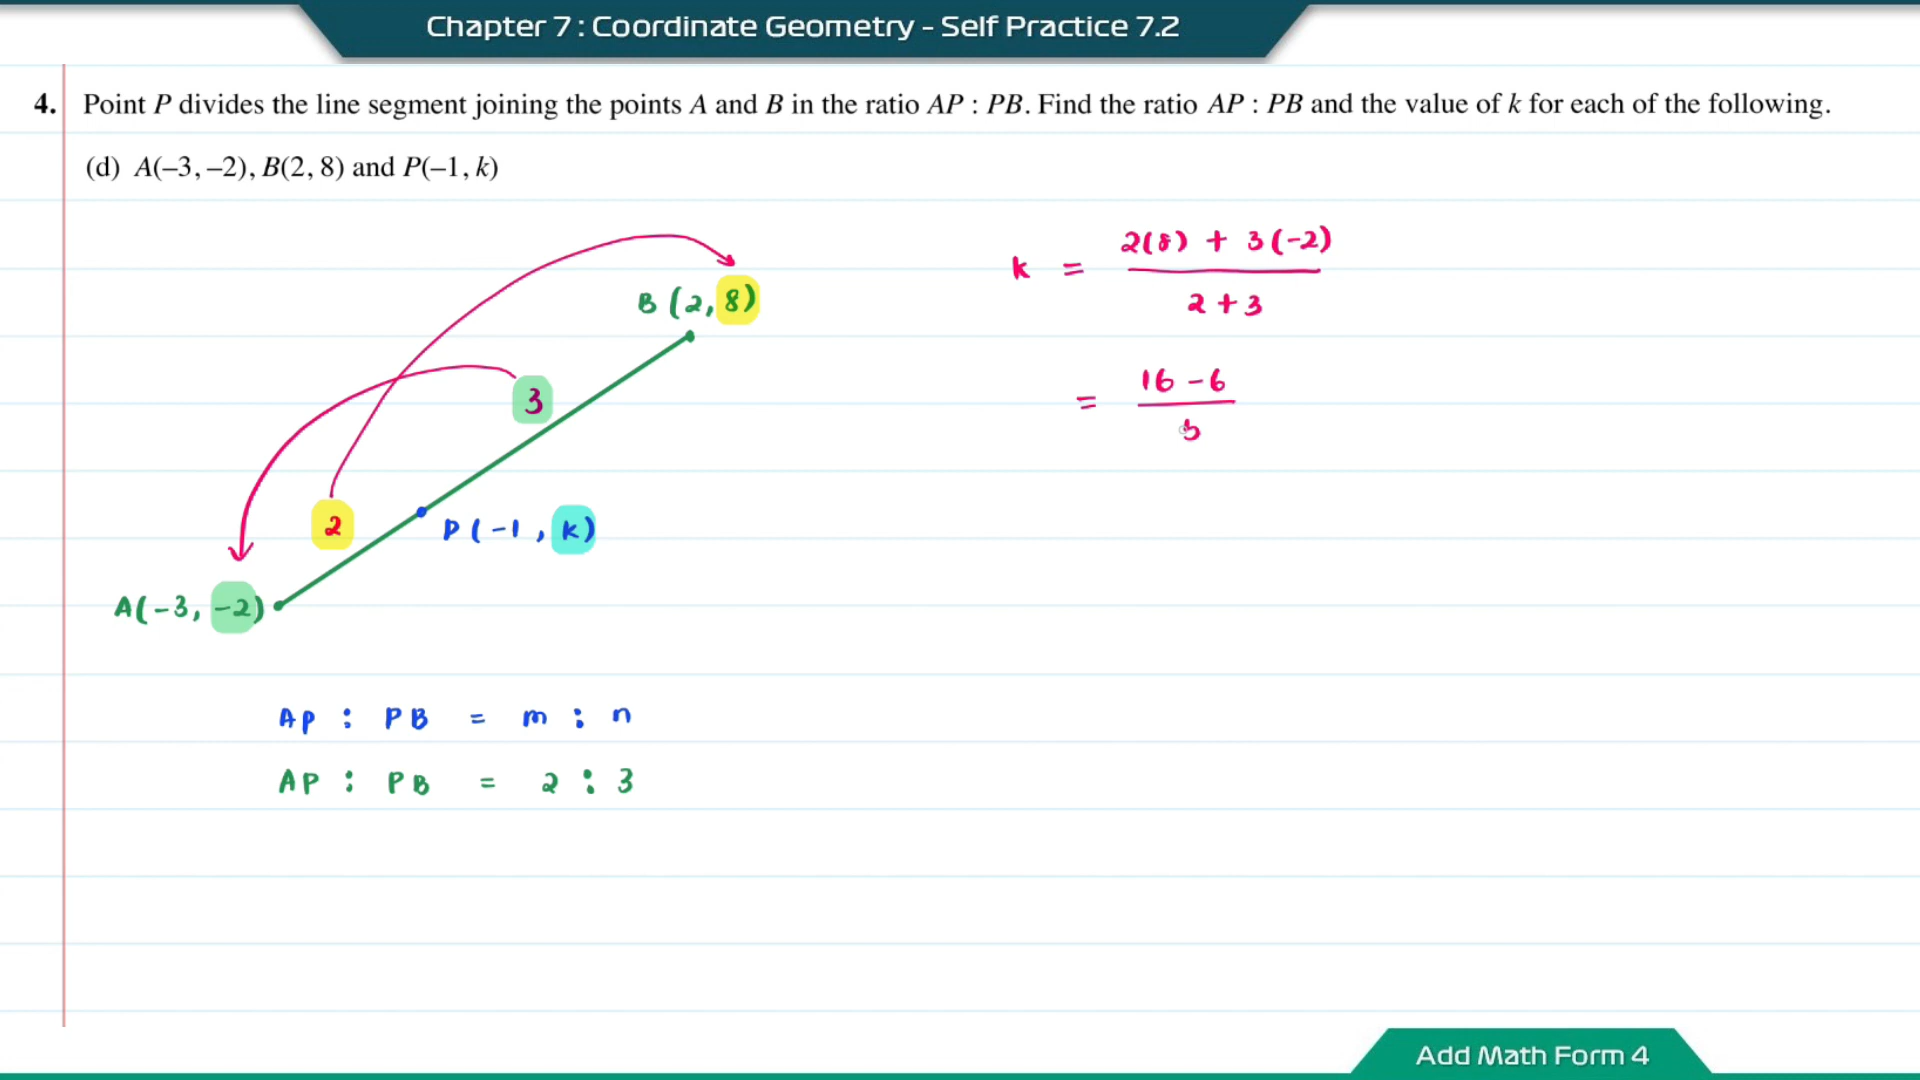 Chapter 7 : Coordinate Geometry - Self Practice 7.2
4. Point P divides the line segment joining the points A and B in the ratio AP : PB. Find the ratio AP : PB and the value of k for each of the following.
(d) A(–3, –2), B(2, 8) and P(–1, k)
k = 2(8) + 3(-2)
2 + 3
B (2, 8)
= 16 - 6
5
3
2
P(-1, k)
A(-3, -2)
AP : PB = m : n
AP : PB = 2 : 3
Add Math Form 4